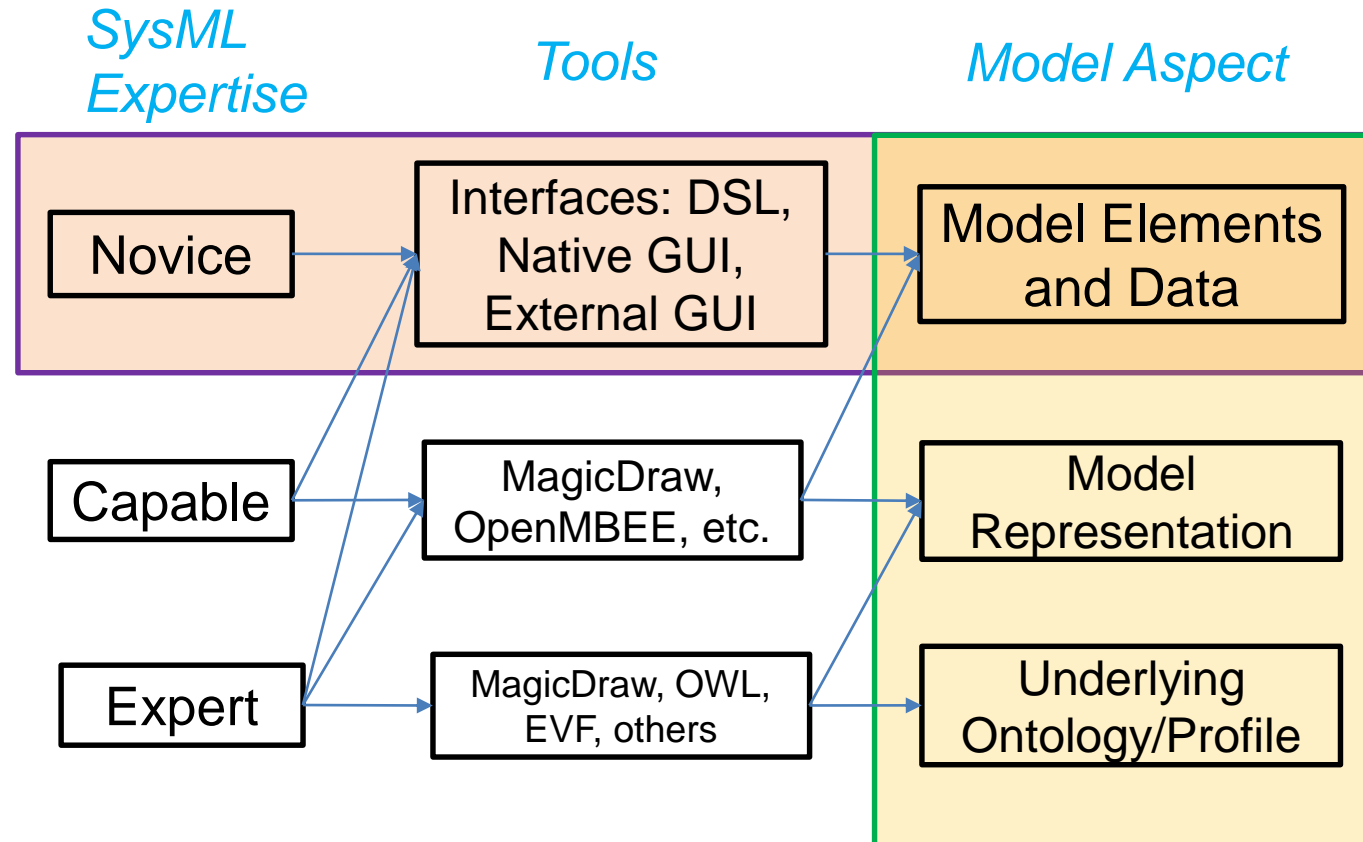 SysML
Expertise
Tools
Model Aspect
Novice
Interfaces: DSL,
Native GUI,
External GUI
Model Elements
and Data
Capable
MagicDraw,
OpenMBEE, etc.
Model
Representation
Expert
MagicDraw, OWL,
EVF, others
Underlying
Ontology/Profile